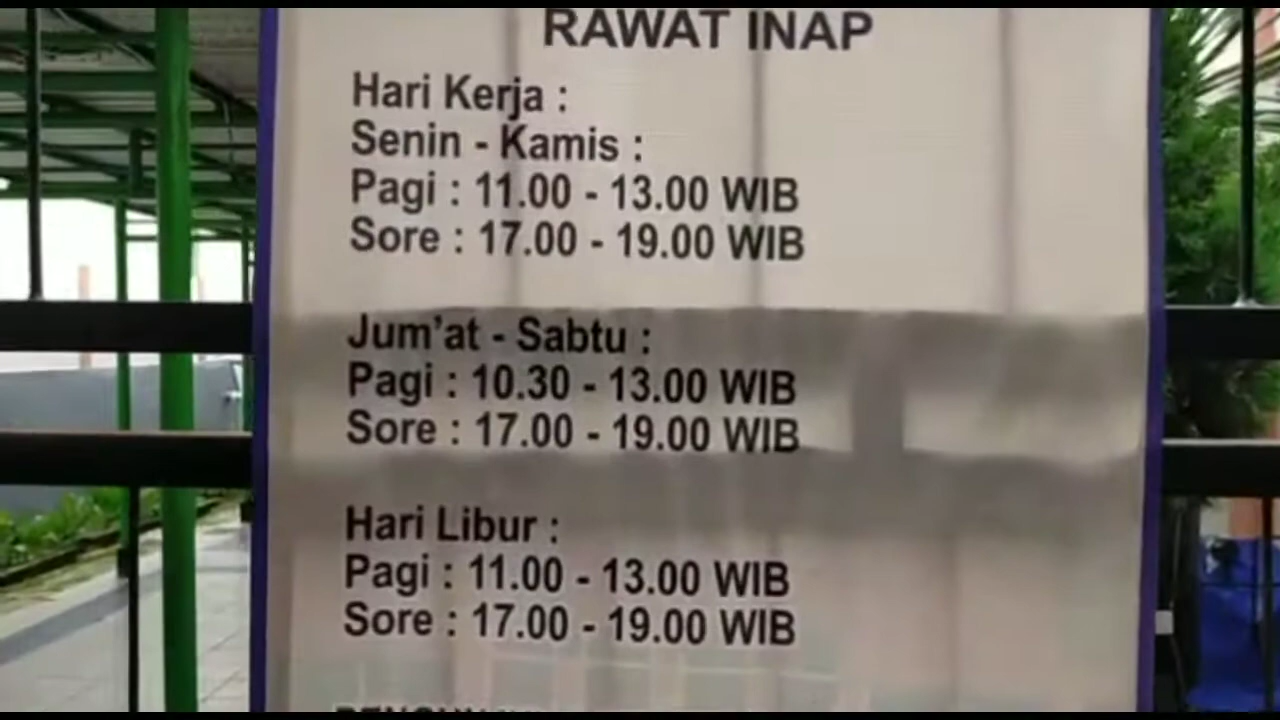 RAWAT INAP
Hari Kerja :
Senin - Kamis :
Pagi : 11.00 - 13.00 WIB
Sore : 17.00 - 19.00 WIB
Jum'at - Sabtu :
Pagi : 10.30 - 13.00 WIB
Sore : 17.00 - 19.00 WIB
Hari Libur :
Pagi : 11.00 - 13.00 WIB
Sore : 17.00 - 19.00 WIB